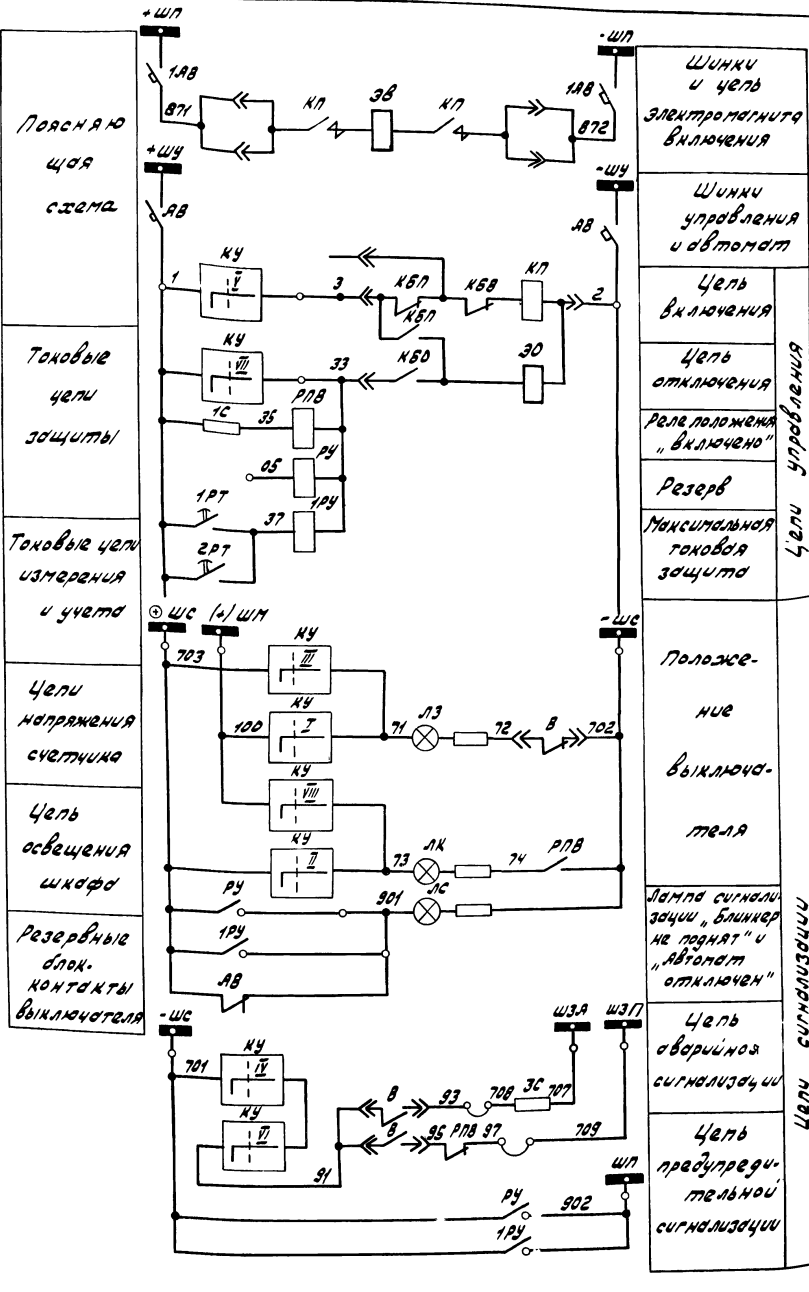 Поясняю
щая
схема
Токовые
цепи
защиты
Токовые цепи
измерения
и учета
Цепи
напряжения
счетчика
Цепь
освещения
шкафа
Резервные
блок-
контакты
выключателя
+ШП
1АВ
871
КП
ЭВ
КП
-ШП
1АВ
872
+ШУ
АВ
-ШУ
АВ
1
КУ
V
3
КБП
КБВ
КП
2
КБП
КУ
VII
33
КБО
ЭО
1С
35
РПВ
05
РУ
1РТ
37
1РУ
2РТ
⊕ ШС
(+) ШМ
-ШС
703
КУ
III
100
КУ
I
71
ЛЗ
72
В
702
КУ
VIII
КУ
II
73
ЛК
74
РПВ
РУ
901
ЛС
1РУ
АВ
-ШС
ШЗА
ШЗП
701
КУ
IV
В
93
708
3С
707
КУ
VI
В
95
РПВ
97
709
91
ШП
РУ
902
1РУ
Шинки
и цепь
электромагнита
включения
Шинки
управления
и автомат
Цепь
включения
Цепь
отключения
Реле положения
„включено"
Резерв
Максимальная
токовая
защита
Цепи управления
Положе-
ние
выключа-
теля
Лампа сигнали-
зации „Блинкер
не поднят" и
„Автомат
отключен"
Цепь
аварийной
сигнализации
Цепь
предупреди-
тельной
сигнализации
Цепи сигнализации